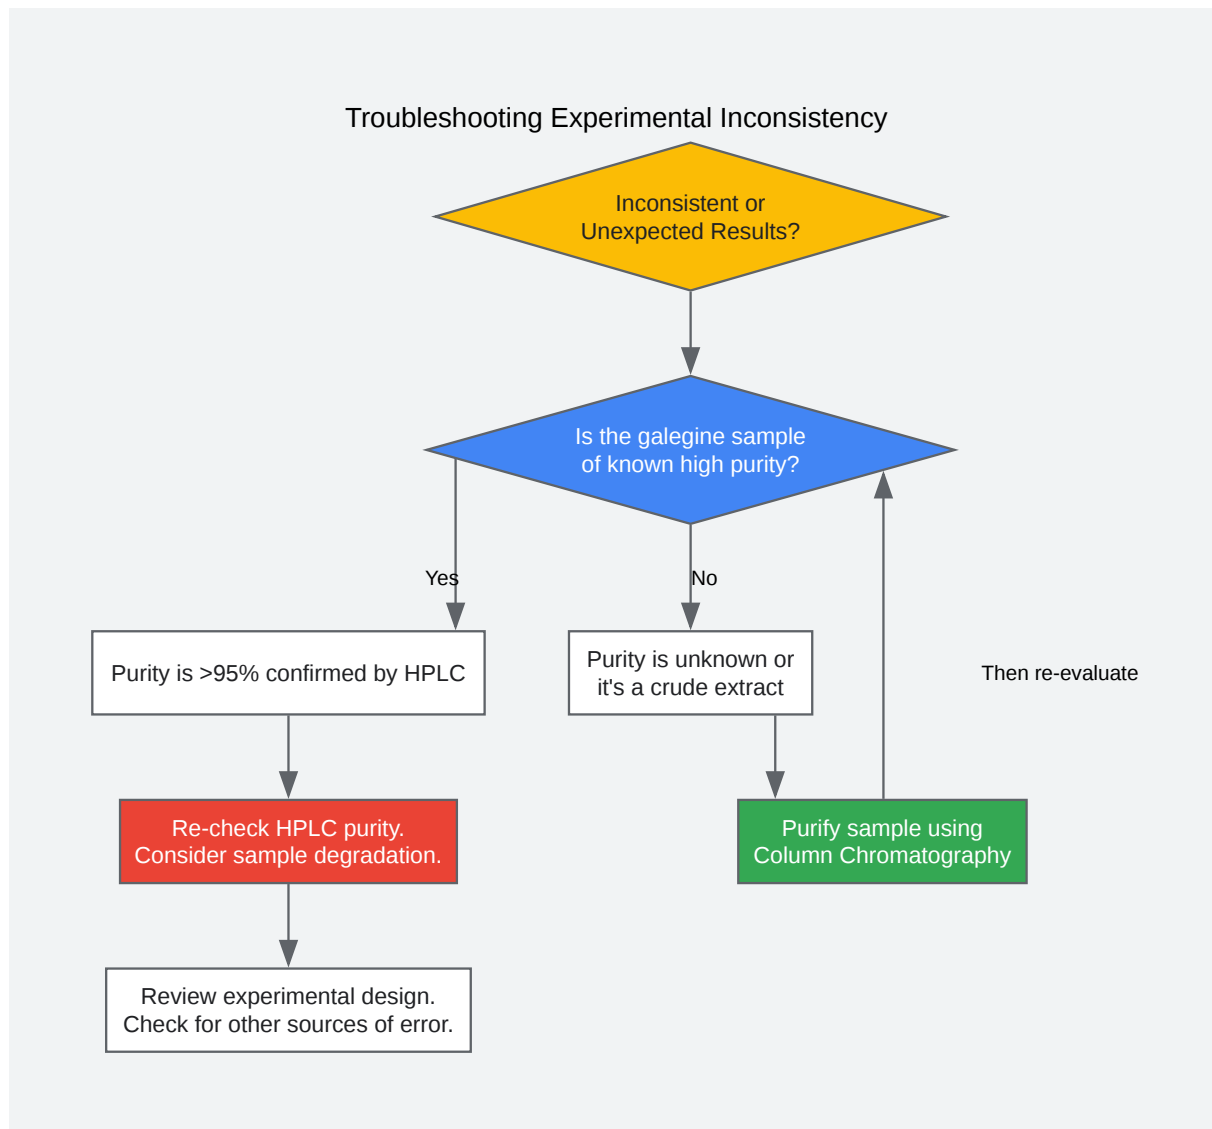 Troubleshooting Experimental Inconsistency
Inconsistent or
Unexpected Results?
Is the galegine sample
of known high purity?
Yes
No
Purity is >95% confirmed by HPLC
Purity is unknown or
it's a crude extract
Then re-evaluate
Re-check HPLC purity.
Consider sample degradation.
Purify sample using
Column Chromatography
Review experimental design.
Check for other sources of error.